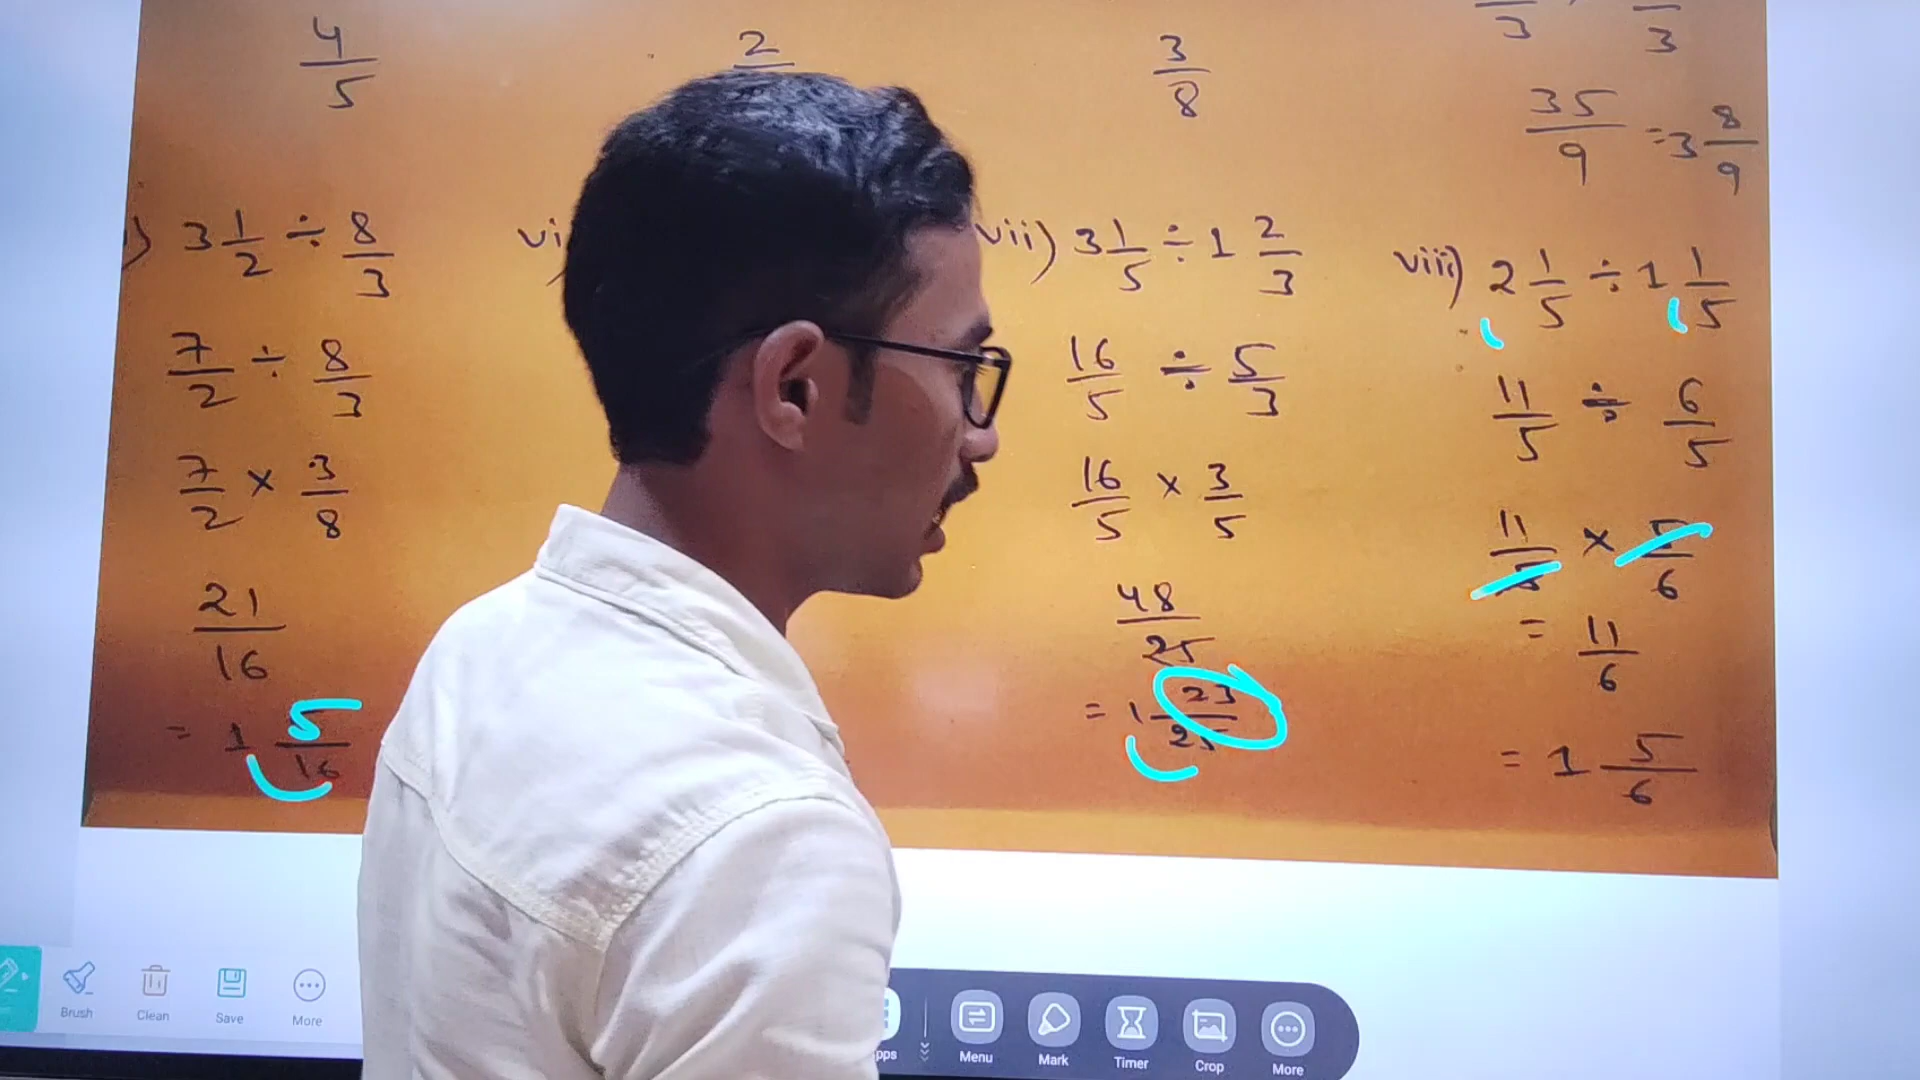 4/5
2
3/8
3 3
35/9 = 3 8/9
) 3 1/2 ÷ 8/3
7/2 ÷ 8/3
7/2 × 3/8
21/16
= 1 5/16
vi
vii) 3 1/5 ÷ 1 2/3
16/5 ÷ 5/3
16/5 × 3/5
48/25
= 1 23/25
viii) 2 1/5 ÷ 1 1/5
11/5 ÷ 6/5
11/5 × 5/6
= 11/6
= 1 5/6
Brush Clean Save More
pps Menu Mark Timer Crop More